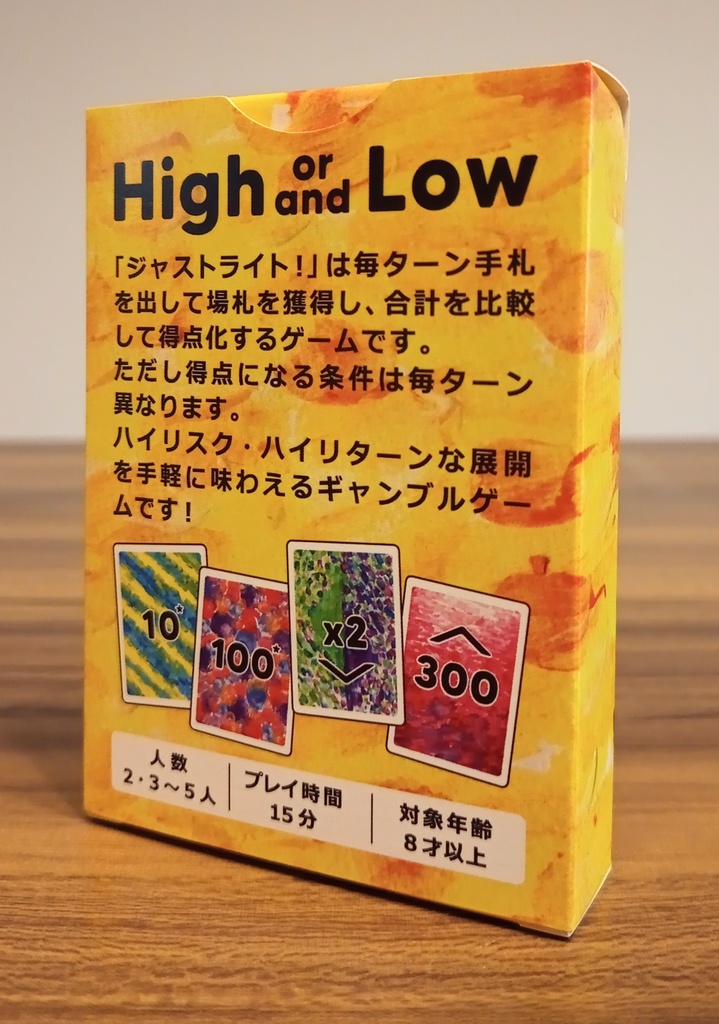 High or and Low
「ジャストライト!」は毎ターン手札
を出して場札を獲得し、合計を比較
して得点化するゲームです。
ただし得点になる条件は毎ターン
異なります。
ハイリスク・ハイリターンな展開
を手軽に味わえるギャンブルゲー
ムです!
10☆
100☆
x2
300
人数
2・3～5人
プレイ時間
15分
対象年齢
8才以上